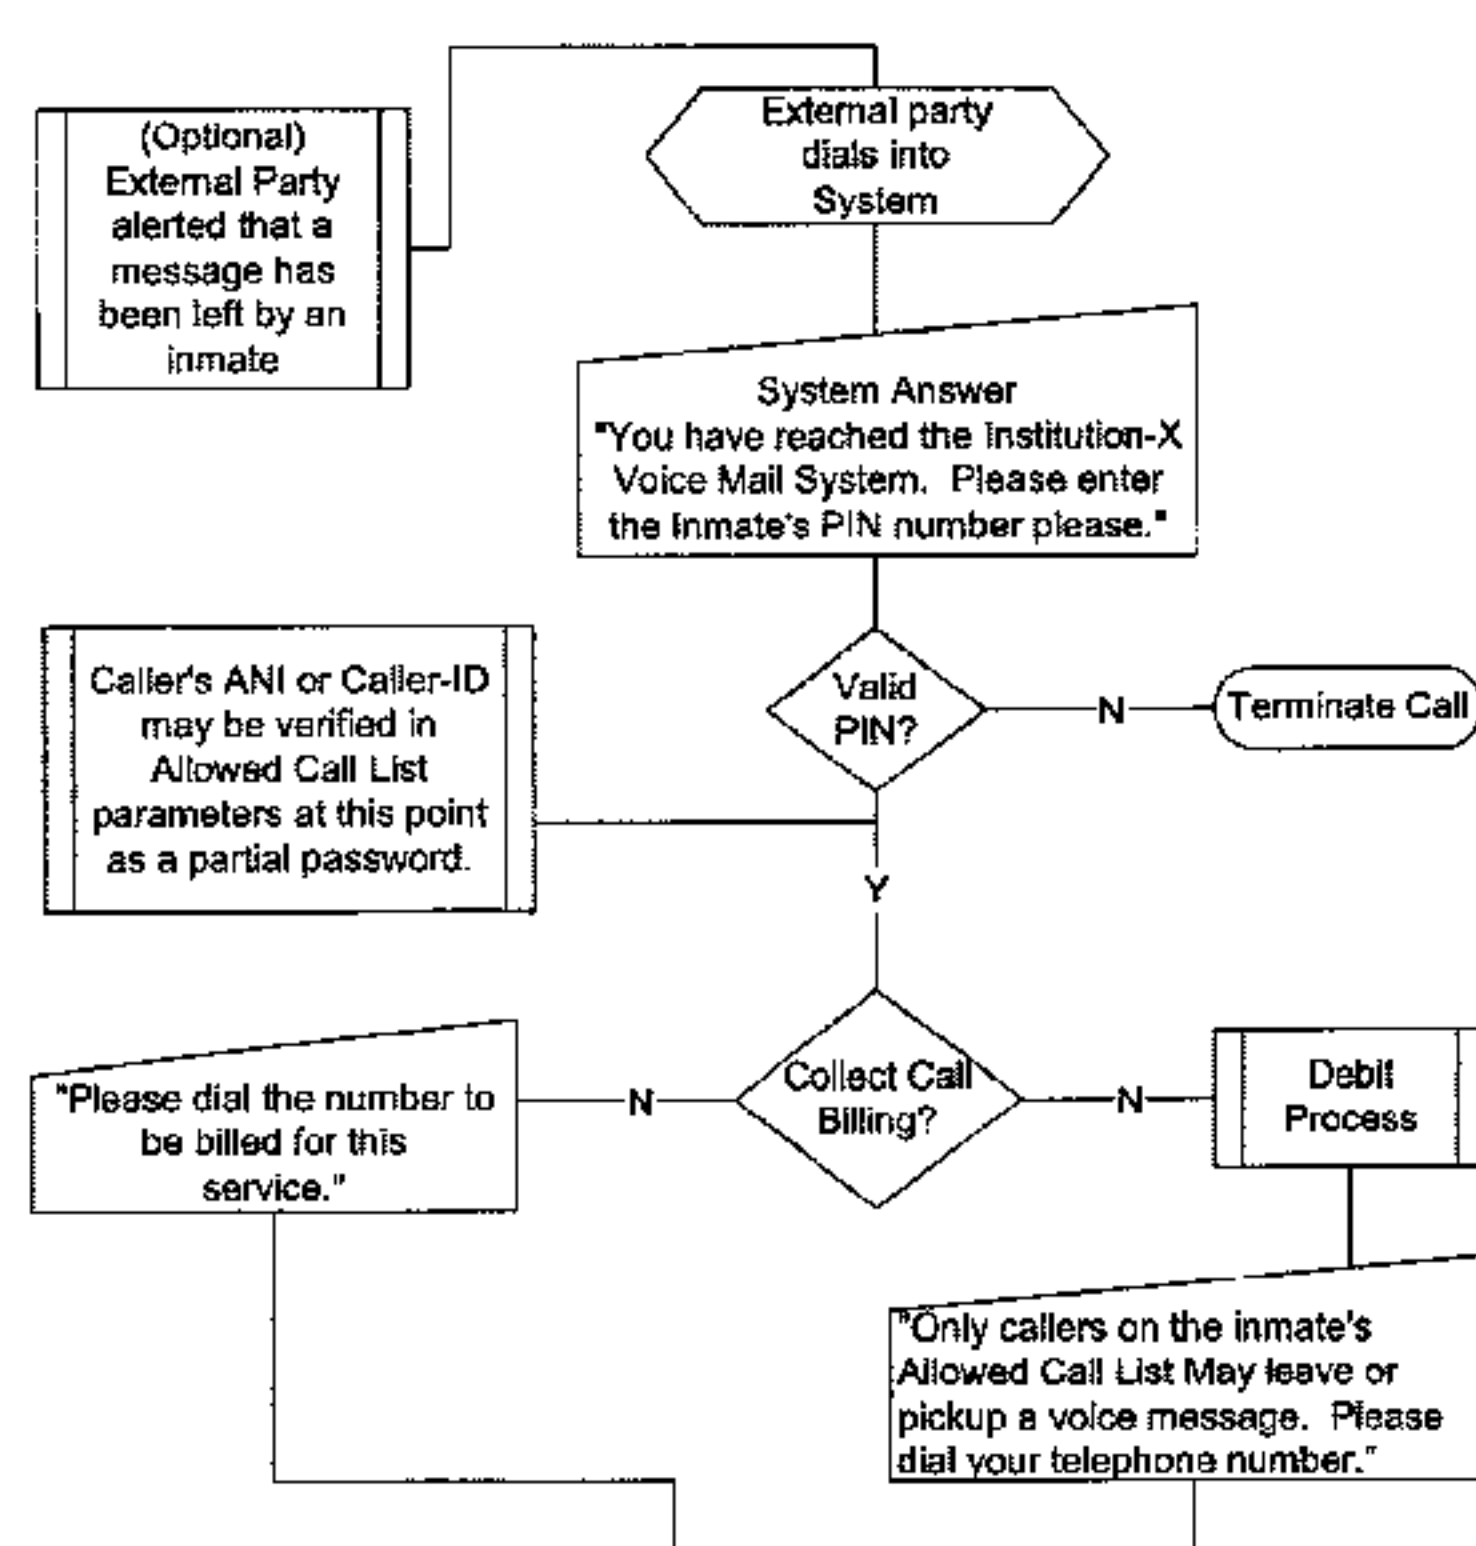 (Optional)
External Party
alerted that a
message has
been left by an
inmate
External party
dials into
System
System Answer
"You have reached the Institution-X
Voice Mail System.  Please enter
the Inmate's PIN number please."
Valid
PIN?
N
Terminate Call
Caller's ANI or Caller-ID
may be verified in
Allowed Call List
parameters at this point
as a partial password.
Y
"Please dial the number to
be billed for this
service."
N
Collect Call
Billing?
N
Debit
Process
"Only callers on the inmate's
Allowed Call List May leave or
pickup a voice message.  Please
dial your telephone number."